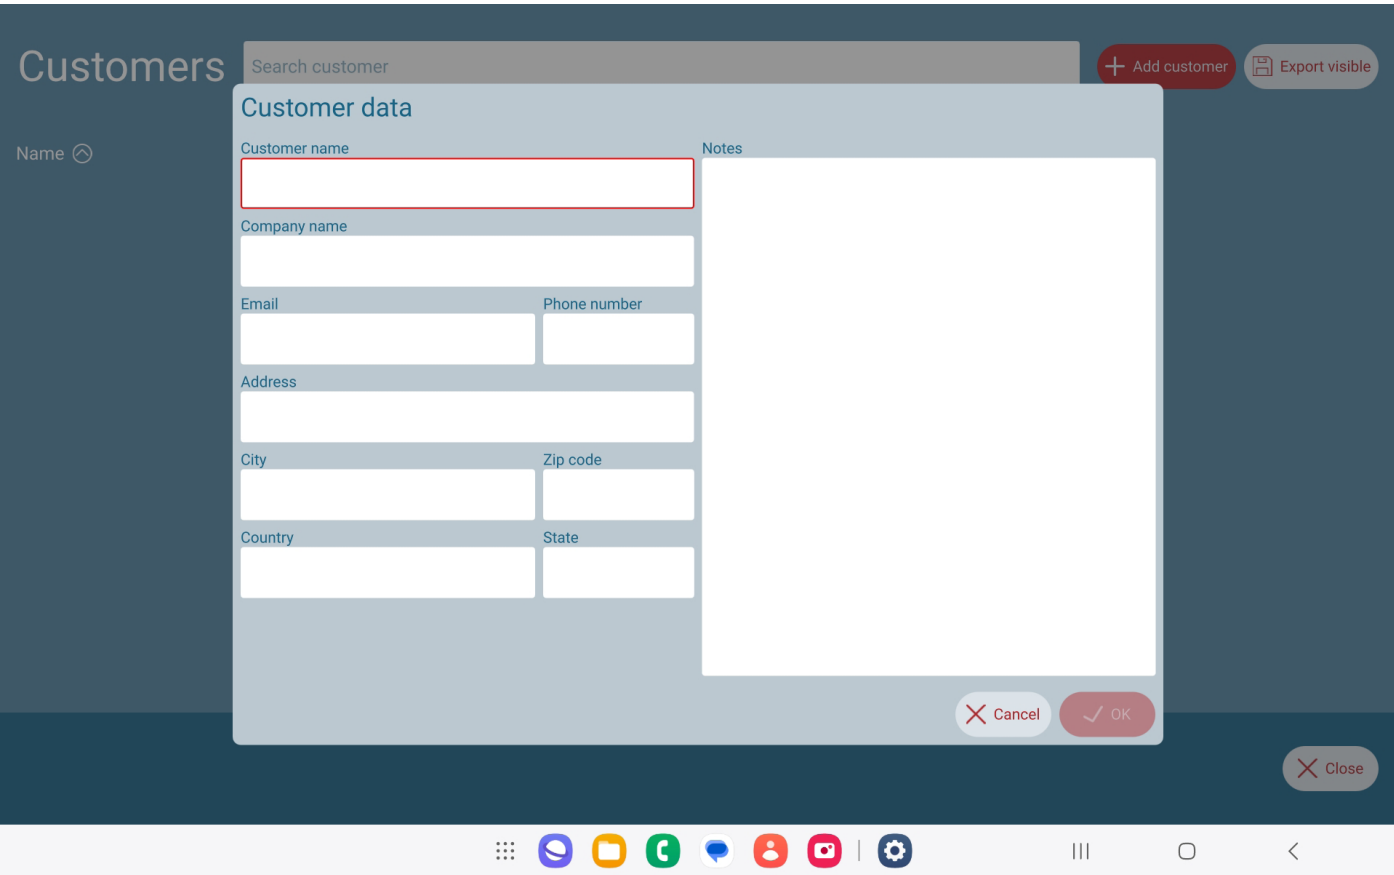 Customers
Search customer
Add customer
Export visible
Customer data
Name
Customer name
Notes
Company name
Email
Phone number
Address
City
Zip code
Country
State
Cancel
OK
Close